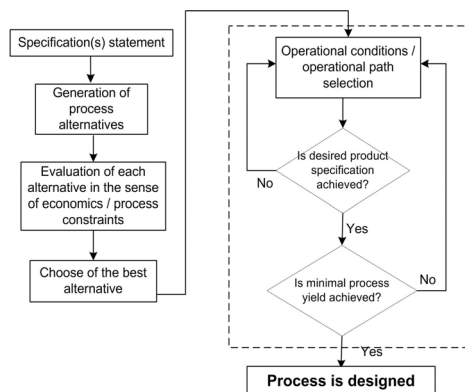 Specification(s) statement
Generation of
process
alternatives
Evaluation of each
alternative in the sense
of economics / process
constraints
Choose of the best
alternative
Operational conditions /
operational path
selection
Is desired product
specification
achieved?
No
Yes
Is minimal process
yield achieved?
No
Yes
Process is designed